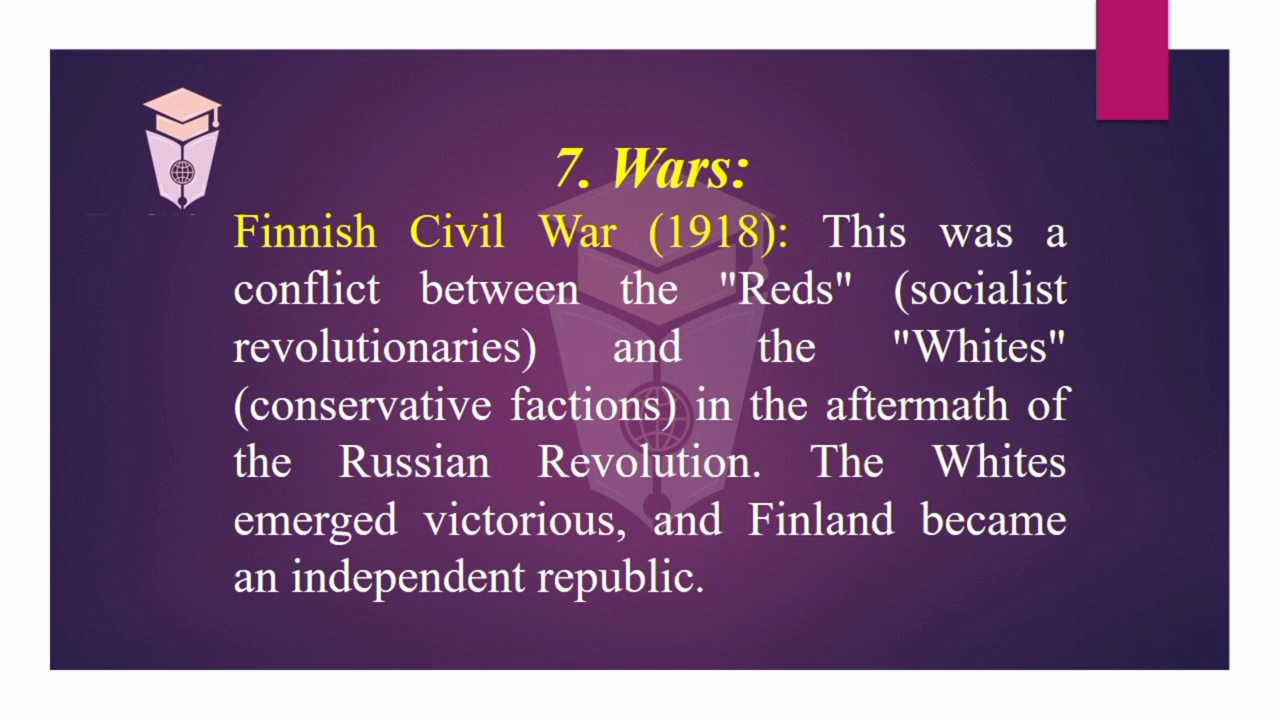 7. Wars:
Finnish Civil War (1918): This was a
conflict between the "Reds" (socialist
revolutionaries) and the "Whites"
(conservative factions) in the aftermath of
the Russian Revolution. The Whites
emerged victorious, and Finland became
an independent republic.